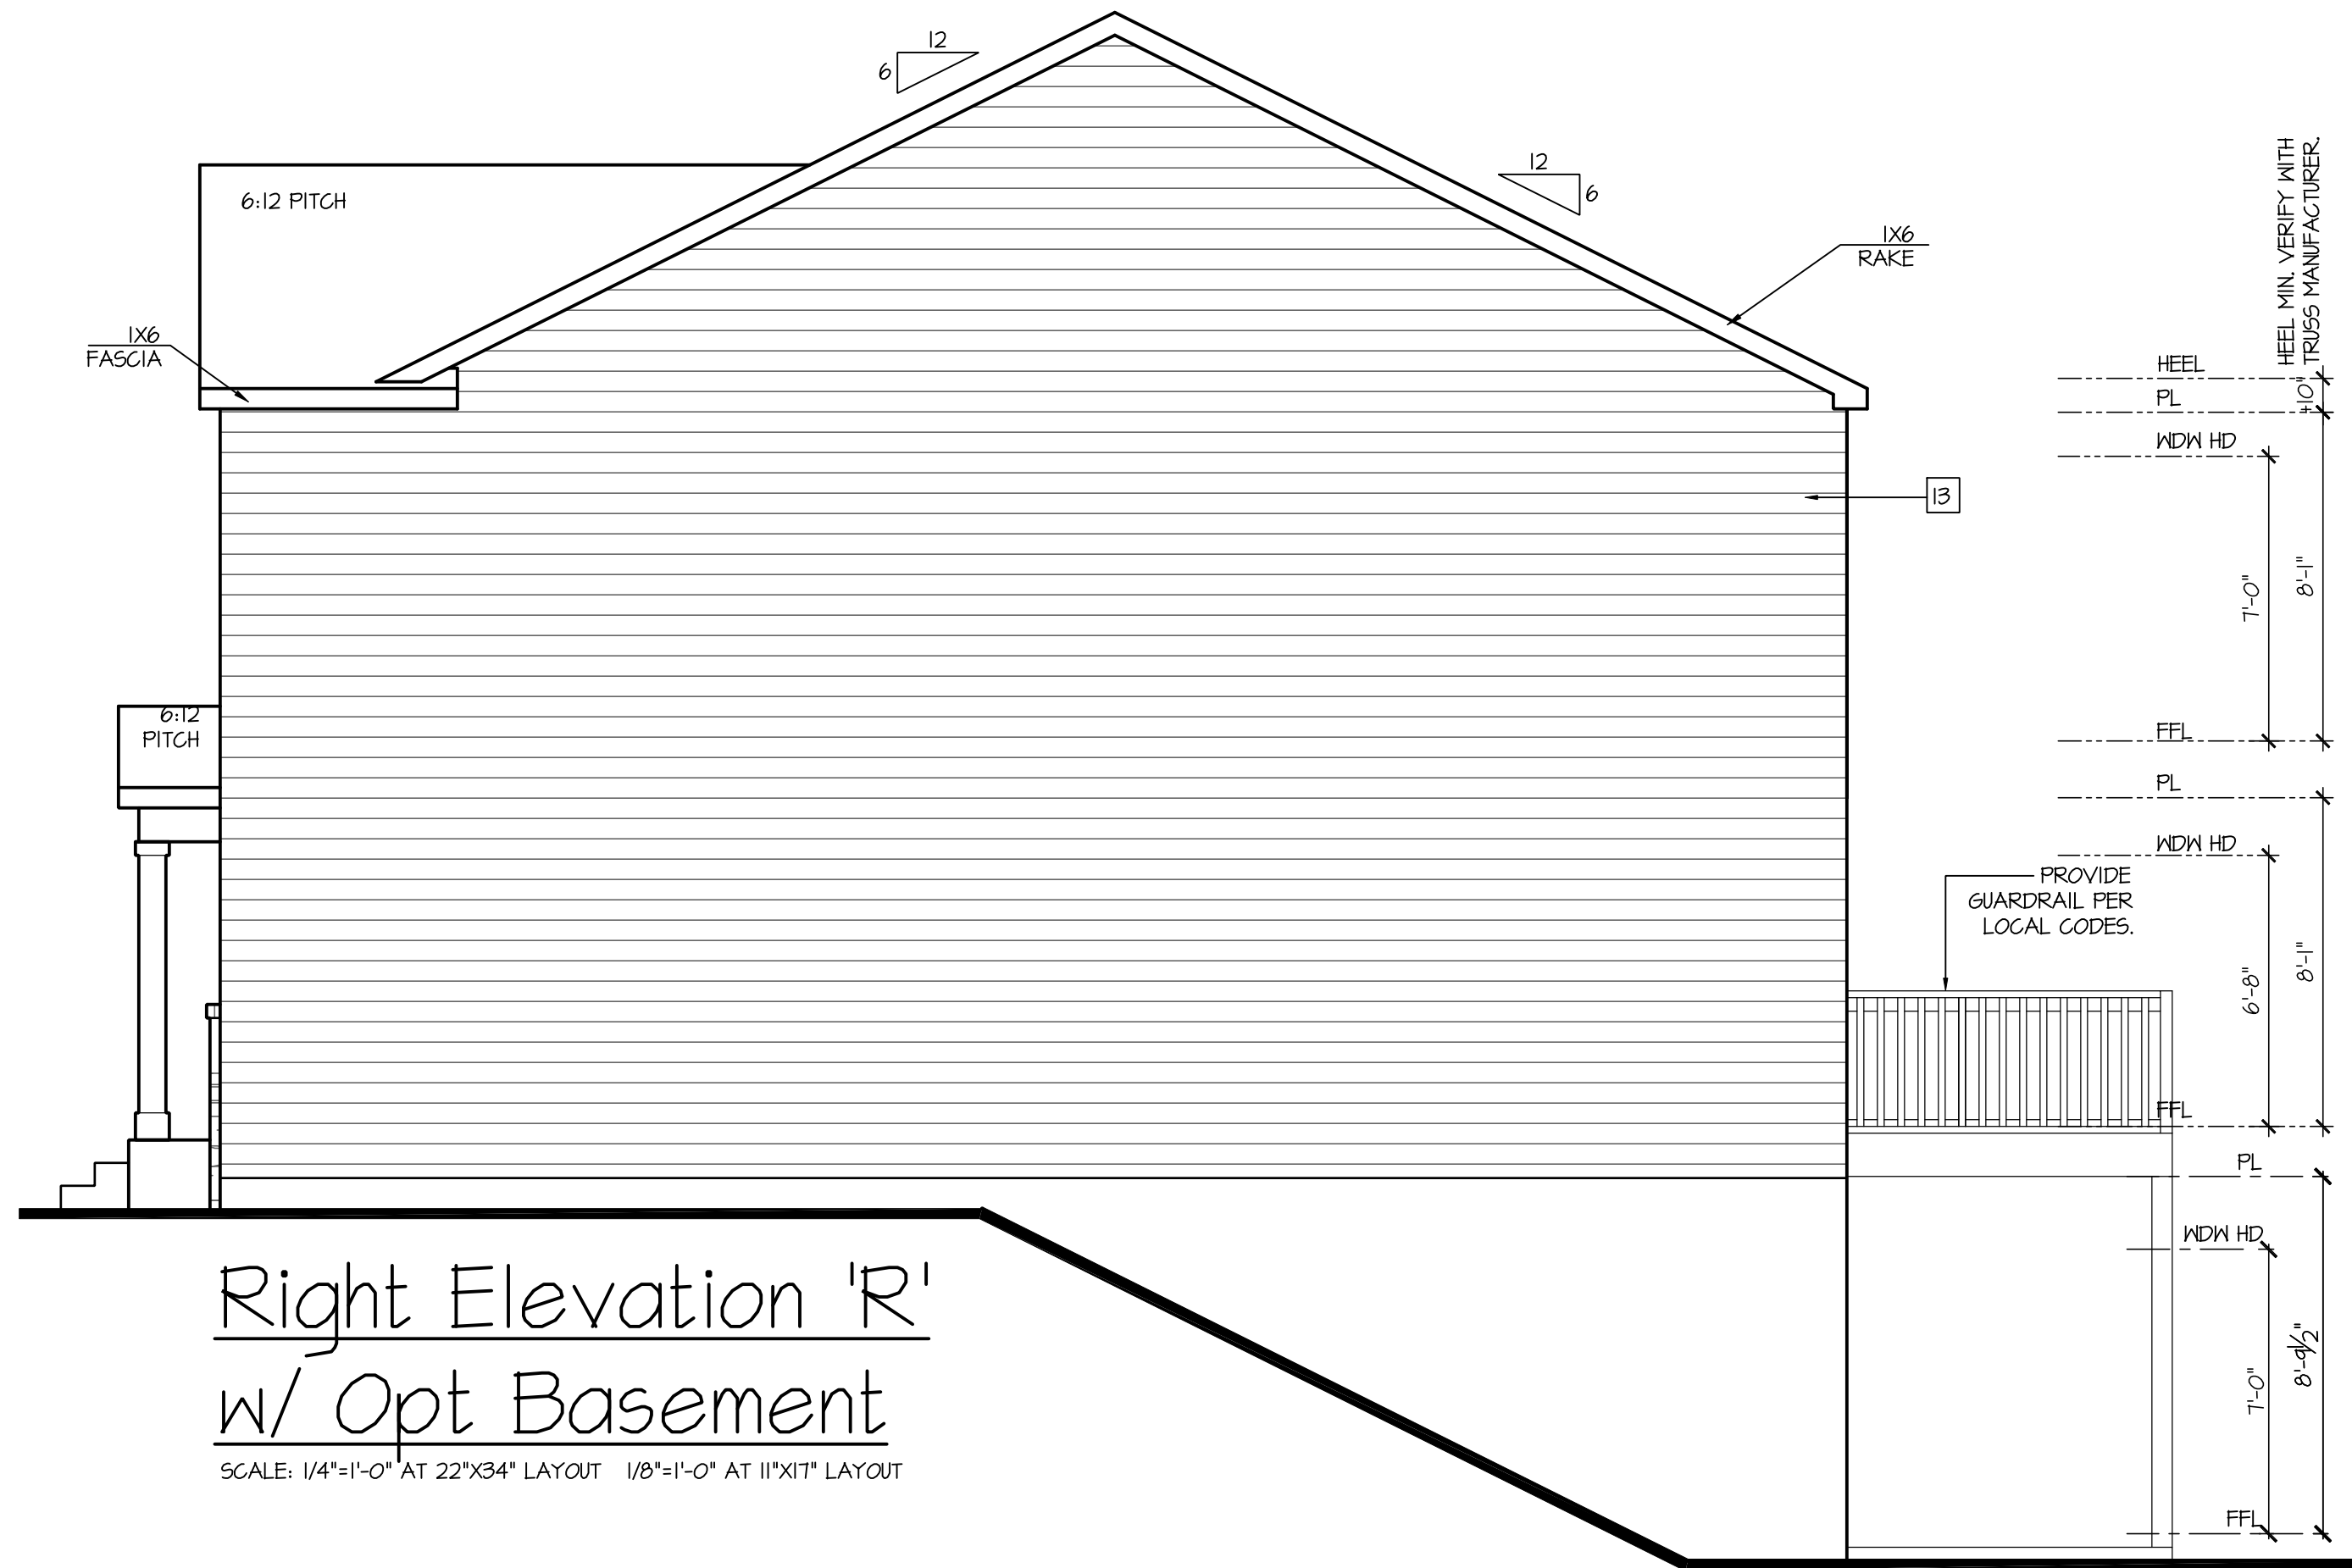 12
6
12
6
6:12 PITCH
1X6
RAKE
1X6
FASCIA
HEEL MIN. VERIFY WITH
TRUSS MANUFACTURER.
HEEL
+10"
PL
WDW HD
13
7'-0"
8'-1"
6:12
PITCH
FFL
PL
WDW HD
PROVIDE
GUARDRAIL PER
LOCAL CODES.
6'-8"
8'-1"
FFL
PL
WDW HD
7'-0"
8'-9 1/2"
FFL
Right Elevation 'R'
w/ Opt Basement
SCALE: 1/4"=1'-0" AT 22"X34" LAYOUT 1/8"=1'-0" AT 11"X17" LAYOUT